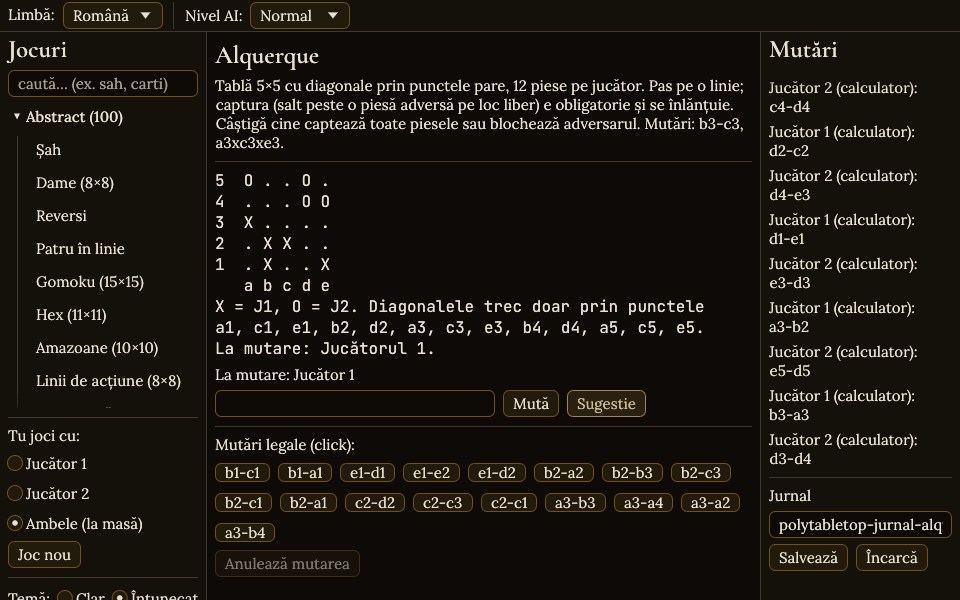 Limbă: Română ▼ Nivel AI: Normal ▼
Jocuri
caută... (ex. sah, carti)
▼ Abstract (100)
Șah
Dame (8×8)
Reversi
Patru în linie
Gomoku (15×15)
Hex (11×11)
Amazoane (10×10)
Linii de acțiune (8×8)
Tu joci cu:
Jucător 1
Jucător 2
Ambele (la masă)
Joc nou
Temă: Clar Întunecat
Alquerque
Tablă 5×5 cu diagonale prin punctele pare, 12 piese pe jucător. Pas pe o linie;
captura (salt peste o piesă adversă pe loc liber) e obligatorie și se înlănțuie.
Câștigă cine captează toate piesele sau blochează adversarul. Mutări: b3-c3,
a3xc3xe3.
5 O . . O .
4 . . . O O
3 X . . . .
2 . X X . .
1 . X . . X
a b c d e
X = J1, O = J2. Diagonalele trec doar prin punctele
a1, c1, e1, b2, d2, a3, c3, e3, b4, d4, a5, c5, e5.
La mutare: Jucătorul 1.
La mutare: Jucător 1
Mută Sugestie
Mutări legale (click):
b1-c1 b1-a1 e1-d1 e1-e2 e1-d2 b2-a2 b2-b3 b2-c3
b2-c1 b2-a1 c2-d2 c2-c3 c2-c1 a3-b3 a3-a4 a3-a2
a3-b4
Anulează mutarea
Mutări
Jucător 2 (calculator):
c4-d4
Jucător 1 (calculator):
d2-c2
Jucător 2 (calculator):
d4-e3
Jucător 1 (calculator):
d1-e1
Jucător 2 (calculator):
e3-d3
Jucător 1 (calculator):
a3-b2
Jucător 2 (calculator):
e5-d5
Jucător 1 (calculator):
b3-a3
Jucător 2 (calculator):
d3-d4
Jurnal
polytabletop-jurnal-alq
Salvează Încarcă